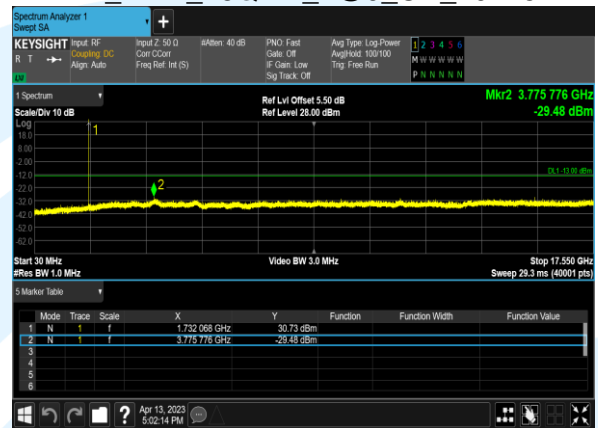 Spectrum Analyzer 1
Swept SA
+
KEYSIGHT Input: RF Input Z: 50 Ω #Atten: 40 dB PNO: Fast Avg Type: Log-Power 1 2 3 4 5 6
R T Coupling: DC Corr CCorr Gate: Off Avg|Hold: 100/100 M W W W W W
Align: Auto Freq Ref: Int (S) IF Gain: Low Trig: Free Run
LXI Sig Track: Off P N N N N N
1 Spectrum Ref Lvl Offset 5.50 dB Mkr2 3.775 776 GHz
Scale/Div 10 dB Ref Level 28.00 dBm -29.48 dBm
Log
1
18.0
8.00
-2.00
DL1 -13.00 dBm
-12.0
2
-22.0
-32.0
-42.0
-52.0
-62.0
Start 30 MHz Video BW 3.0 MHz Stop 17.550 GHz
#Res BW 1.0 MHz Sweep 29.3 ms (40001 pts)
5 Marker Table
Mode Trace Scale X Y Function Function Width Function Value
1 N 1 f 1.732 068 GHz 30.73 dBm
2 N 1 f 3.775 776 GHz -29.48 dBm
3
4
5
6
? Apr 13, 2023
5:02:14 PM